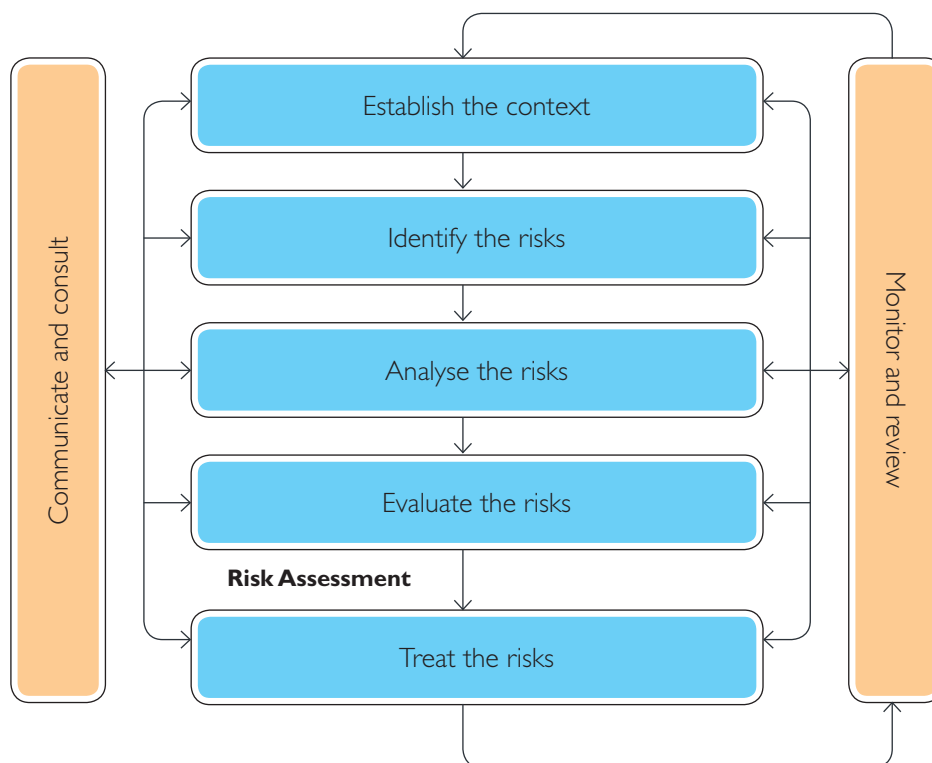 Establish the context
Identify the risks
Communicate and consult
Analyse the risks
Monitor and review
Evaluate the risks
Risk Assessment
Treat the risks